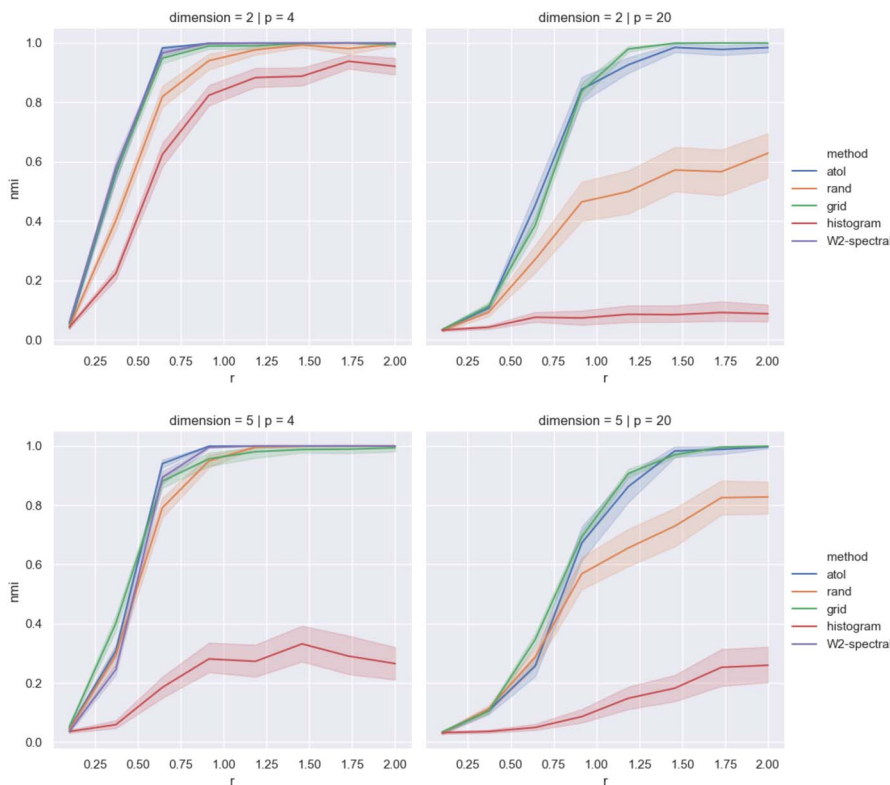 dimension = 2 | p = 4
dimension = 2 | p = 20
1.0
0.8
0.6
0.4
0.2
0.0
nmi
0.25 0.50 0.75 1.00 1.25 1.50 1.75 2.00
r
0.25 0.50 0.75 1.00 1.25 1.50 1.75 2.00
r
method
atol
rand
grid
histogram
W2-spectral
dimension = 5 | p = 4
dimension = 5 | p = 20
1.0
0.8
0.6
0.4
0.2
0.0
nmi
0.25 0.50 0.75 1.00 1.25 1.50 1.75 2.00
r
0.25 0.50 0.75 1.00 1.25 1.50 1.75 2.00
r
method
atol
rand
grid
histogram
W2-spectral